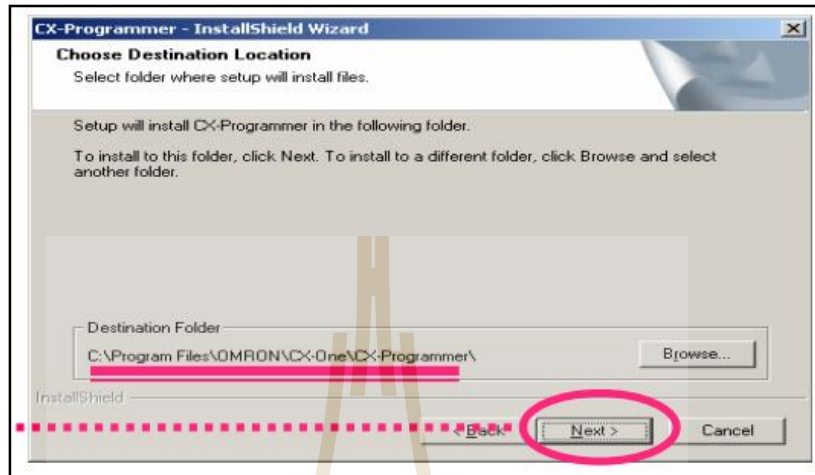 CX-Programmer - InstallShield Wizard
Choose Destination Location
Select folder where setup will install files.
Setup will install CX-Programmer in the following folder.
To install to this folder, click Next. To install to a different folder, click Browse and select
another folder.
Destination Folder
C:\Program Files\OMRON\CX-One\CX-Programmer\
Browse...
InstallShield
< Back
Next >
Cancel